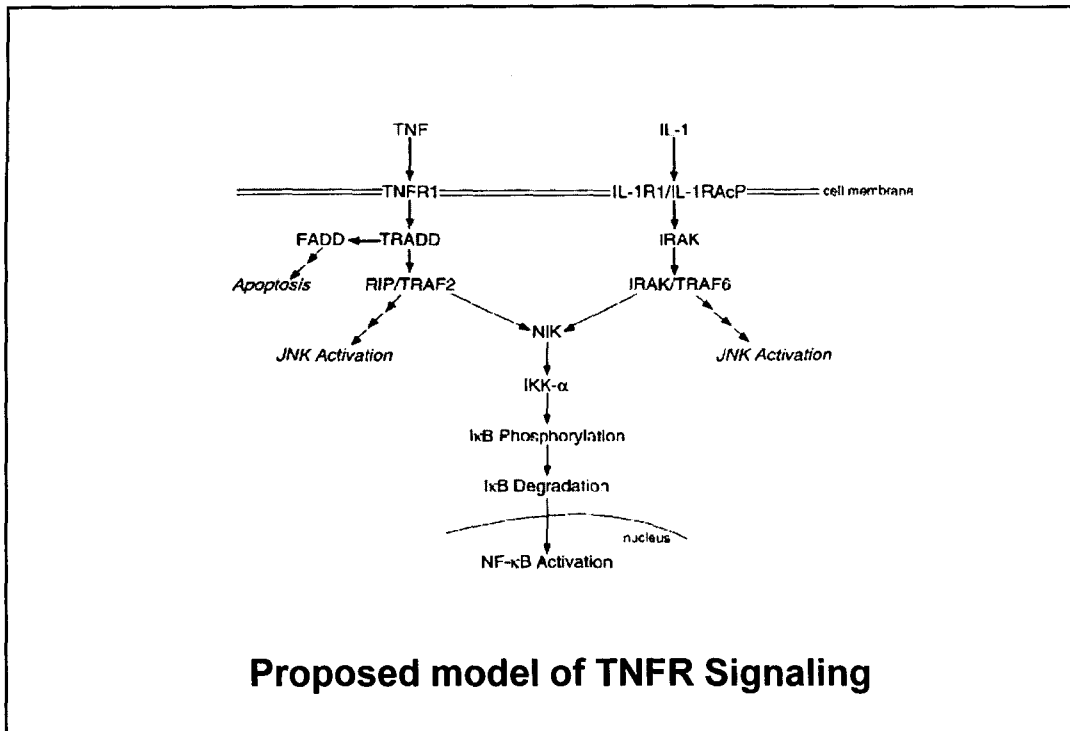 TNF IL-1
TNFR1 IL-1R1/IL-1RAcP cell membrane
FADD TRADD IRAK
Apoptosis RIP/TRAF2 IRAK/TRAF6
NIK
JNK Activation JNK Activation
IKK-α
IκB Phosphorylation
IκB Degradation
nucleus
NF-κB Activation
Proposed model of TNFR Signaling